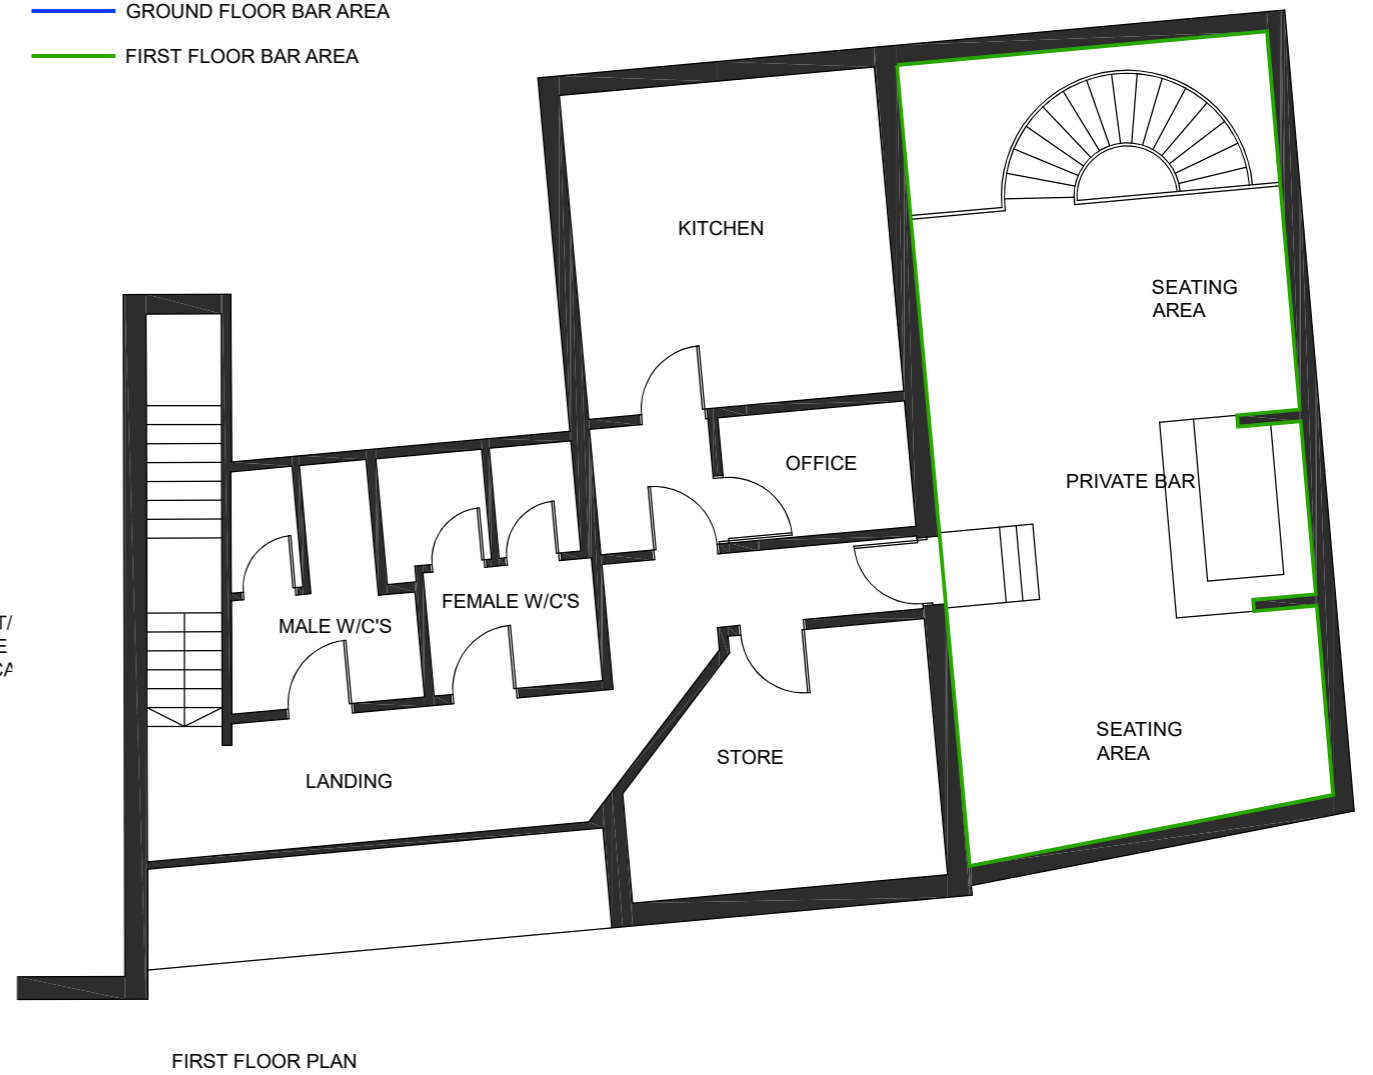 GROUND FLOOR BAR AREA
FIRST FLOOR BAR AREA
KITCHEN
SEATING
AREA
OFFICE
PRIVATE BAR
FEMALE W/C'S
MALE W/C'S
T/
E
CA
SEATING
AREA
STORE
LANDING
FIRST FLOOR PLAN